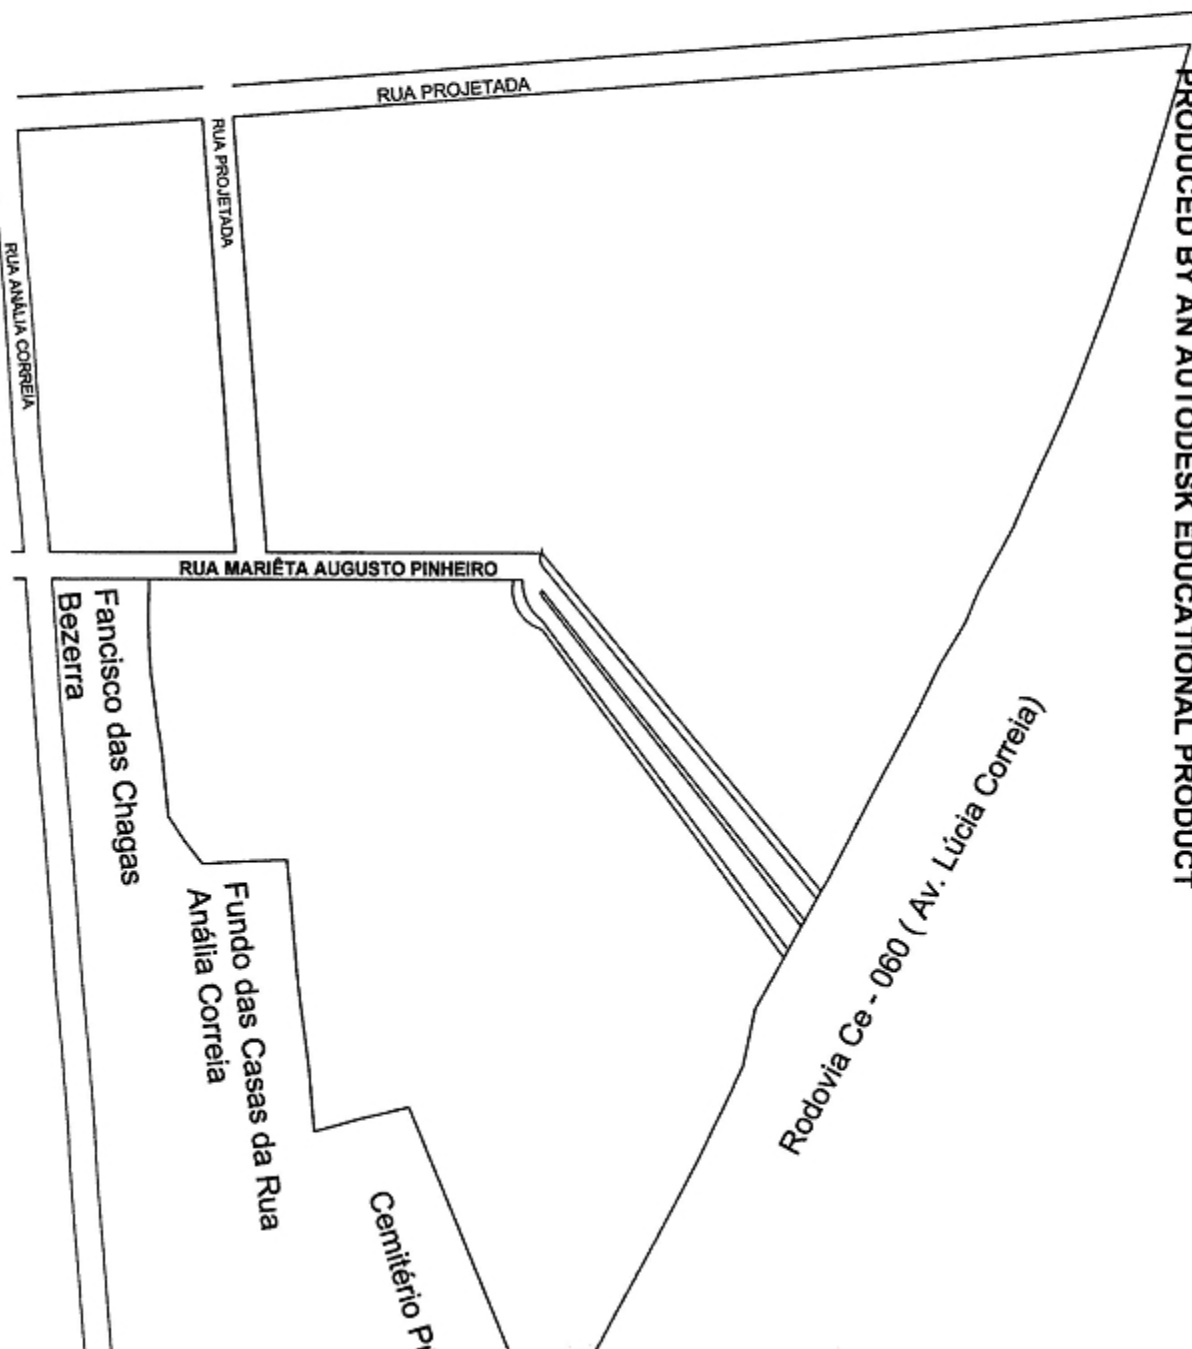 RUA PROJETADA
PRODUCED BY AN AUTODESK EDUCATIONAL PRODUCT
RUA PROJETADA
RUA ANÁLIA CORREIA
RUA MARIÊTA AUGUSTO PINHEIRO
Fancisco das Chagas
Bezerra
Rodovia Ce - 060 ( Av. Lúcia Correia)
Fundo das Casas da Rua
Anália Correia
Cemitério